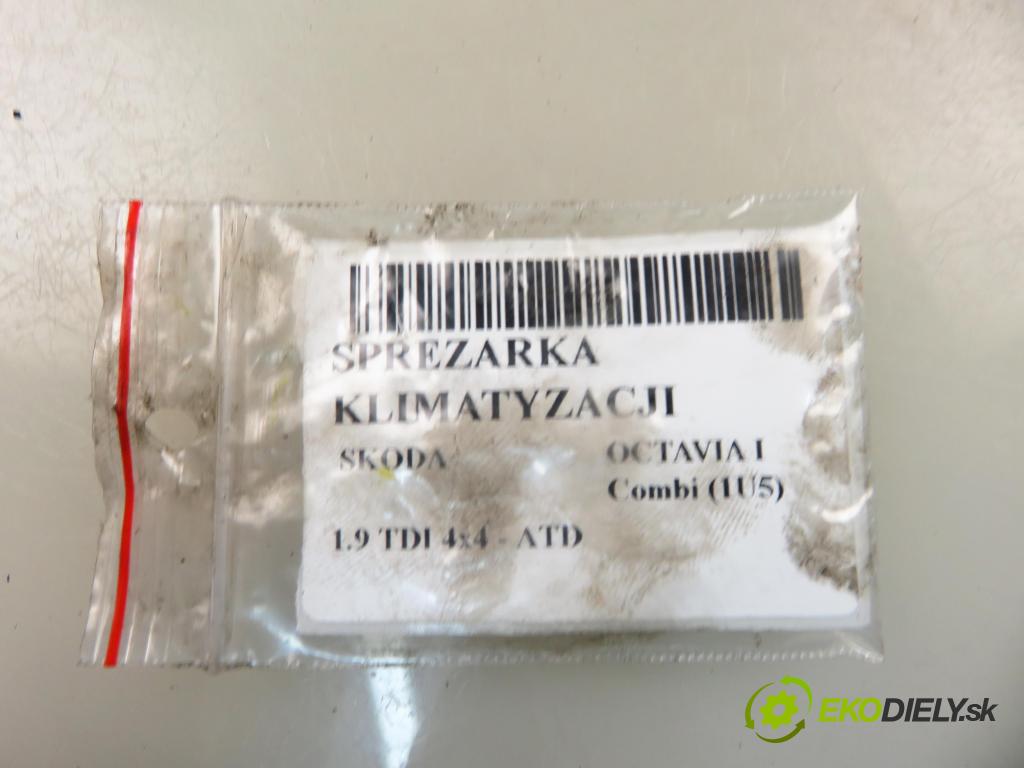 SPREZARKA
KLIMATYZACJI
SKODA OCTAVIA I
Combi (1U5)
1.9 TDI 4x4 - ATD
EKODIELY.sk